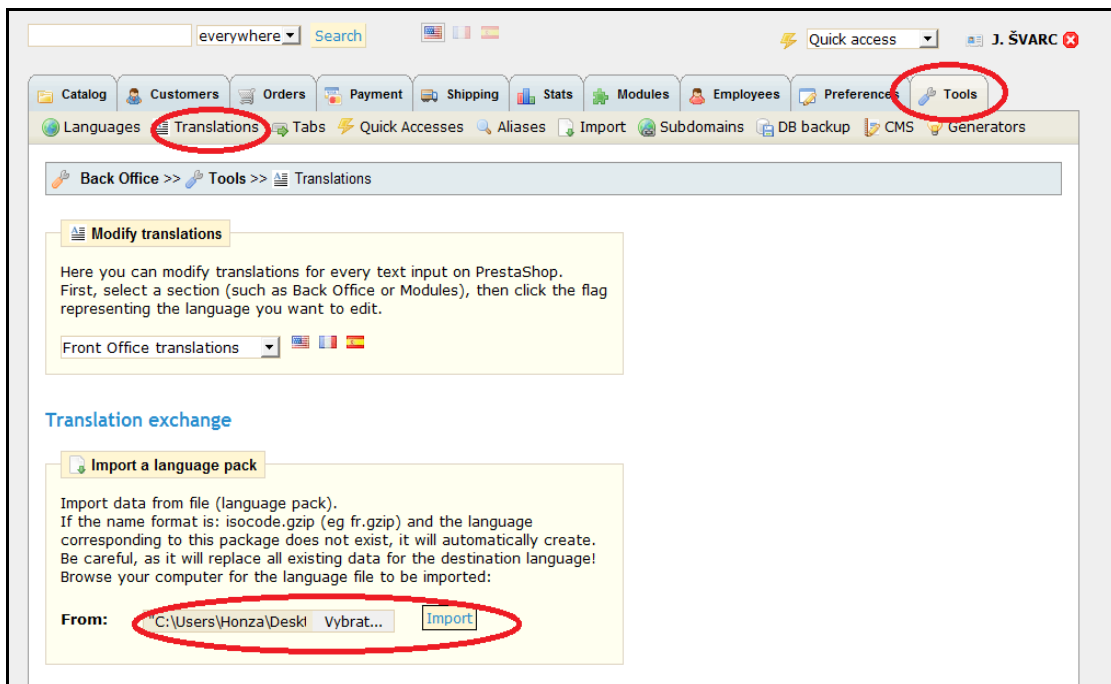 everywhere Search Quick access J. ŠVARC
Catalog Customers Orders Payment Shipping Stats Modules Employees Preferences Tools
Languages Translations Tabs Quick Accesses Aliases Import Subdomains DB backup CMS Generators
Back Office >> Tools >> Translations
Modify translations
Here you can modify translations for every text input on PrestaShop.
First, select a section (such as Back Office or Modules), then click the flag
representing the language you want to edit.
Front Office translations
Translation exchange
Import a language pack
Import data from file (language pack).
If the name format is: isocode.gzip (eg fr.gzip) and the language
corresponding to this package does not exist, it will automatically create.
Be careful, as it will replace all existing data for the destination language!
Browse your computer for the language file to be imported:
From: "C:\Users\Honza\Deskt Vybrat... Import